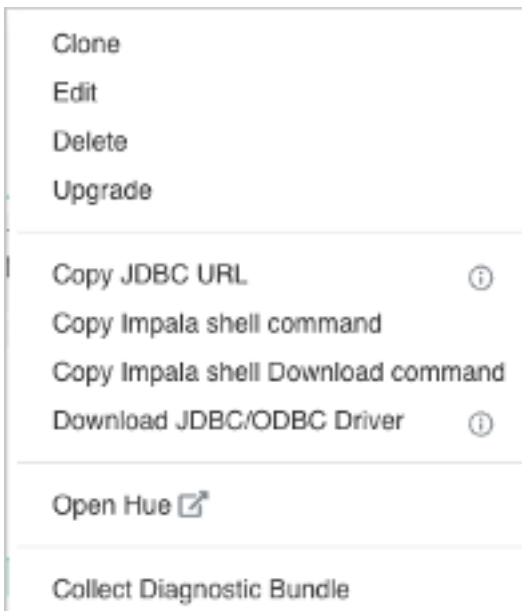 Clone
Edit
Delete
Upgrade
Copy JDBC URL
Copy Impala shell command
Copy Impala shell Download command
Download JDBC/ODBC Driver
Open Hue
Collect Diagnostic Bundle